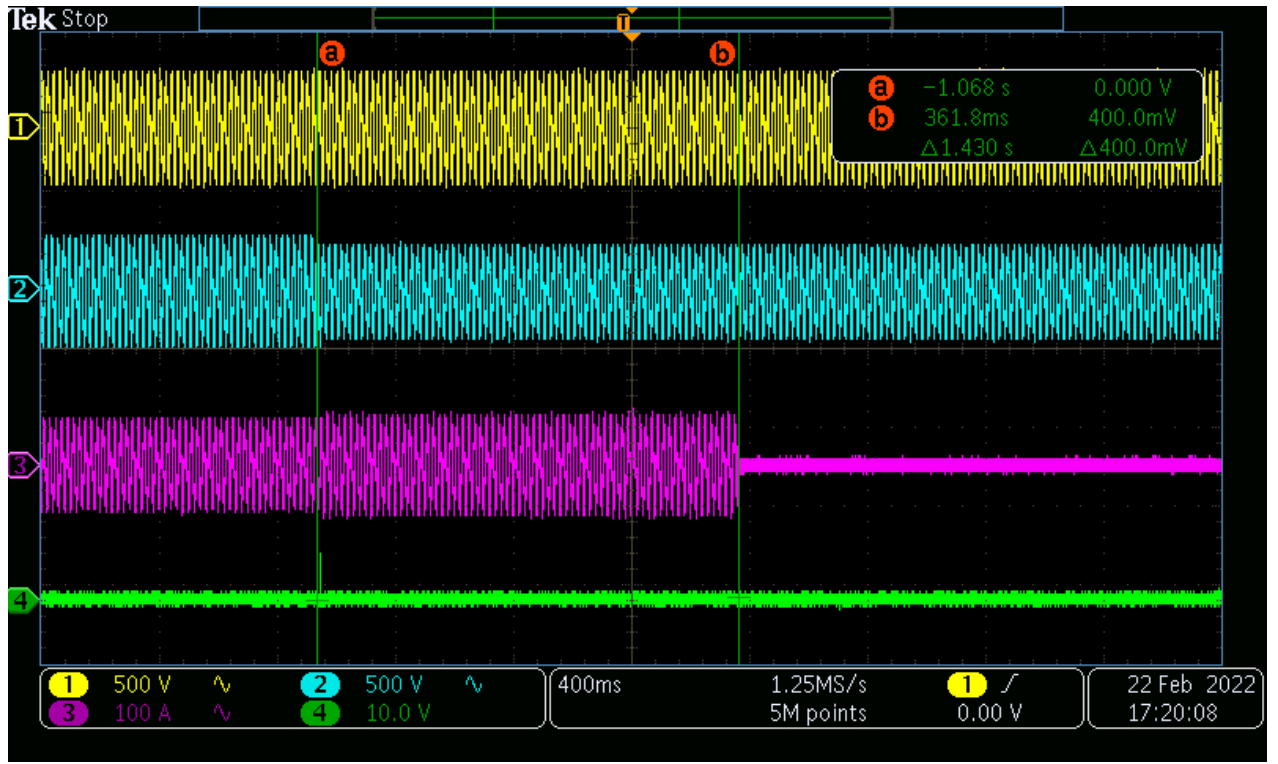 Tek Stop
T
a
b
a -1.068 s 0.000 V
b 361.8ms 400.0mV
△1.430 s △400.0mV
1
2
3
4
1 500 V 2 500 V 400ms 1.25MS/s 1 22 Feb 2022
3 100 A 4 10.0 V 5M points 0.00 V 17:20:08